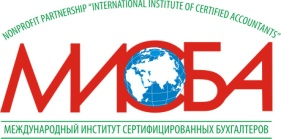 NONPROFIT PARTNERSHIP "INTERNATIONAL INSTITUTE OF CERTIFIED ACCOUNTANTS"
МИСБА
МЕЖДУНАРОДНЫЙ ИНСТИТУТ СЕРТИФИЦИРОВАННЫХ БУХГАЛТЕРОВ